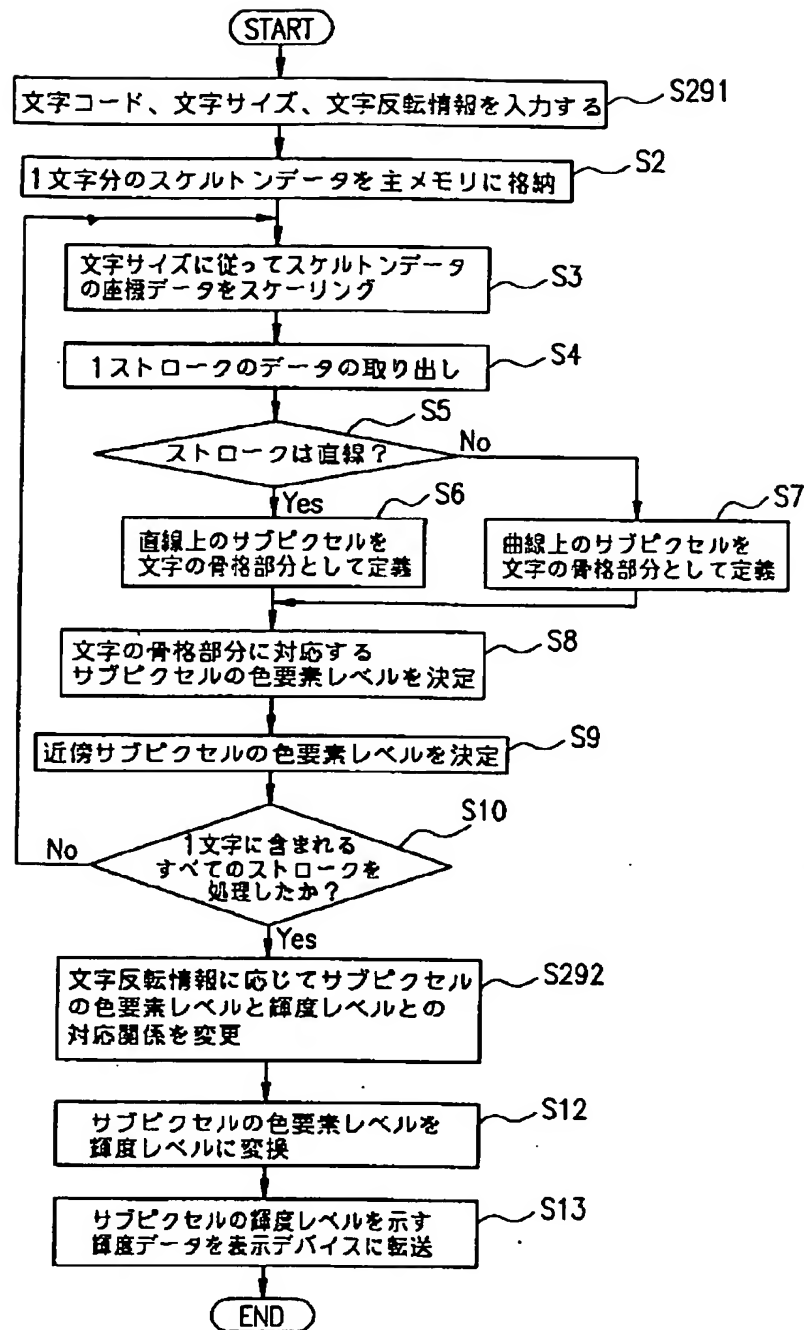 START
文字コード、文字サイズ、文字反転情報を入力する
S291
1文字分のスケルトンデータを主メモリに格納
S2
文字サイズに従ってスケルトンデータ
の座標データをスケーリング
S3
1ストロークのデータの取り出し
S4
ストロークは直線?
S5
No
Yes
直線上のサブピクセルを
文字の骨格部分として定義
S6
曲線上のサブピクセルを
文字の骨格部分として定義
S7
文字の骨格部分に対応する
サブピクセルの色要素レベルを決定
S8
近傍サブピクセルの色要素レベルを決定
S9
1文字に含まれる
すべてのストロークを
処理したか?
S10
No
Yes
文字反転情報に応じてサブピクセル
の色要素レベルと輝度レベルとの
対応関係を変更
S292
サブピクセルの色要素レベルを
輝度レベルに変換
S12
サブピクセルの輝度レベルを示す
輝度データを表示デバイスに転送
S13
END